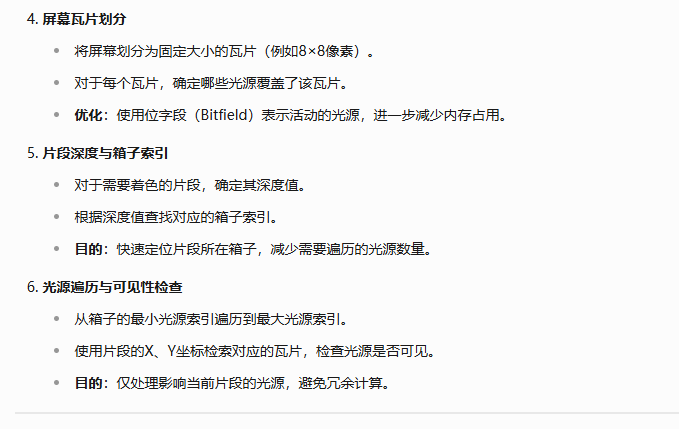 4. 屏幕瓦片划分
• 将屏幕划分为固定大小的瓦片（例如8×8像素）。
• 对于每个瓦片，确定哪些光源覆盖了该瓦片。
• 优化：使用位字段（Bitfield）表示活动的光源，进一步减少内存占用。
5. 片段深度与箱子索引
• 对于需要着色的片段，确定其深度值。
• 根据深度值查找对应的箱子索引。
• 目的：快速定位片段所在箱子，减少需要遍历的光源数量。
6. 光源遍历与可见性检查
• 从箱子的最小光源索引遍历到最大光源索引。
• 使用片段的X、Y坐标检索对应的瓦片，检查光源是否可见。
• 目的：仅处理影响当前片段的光源，避免冗余计算。